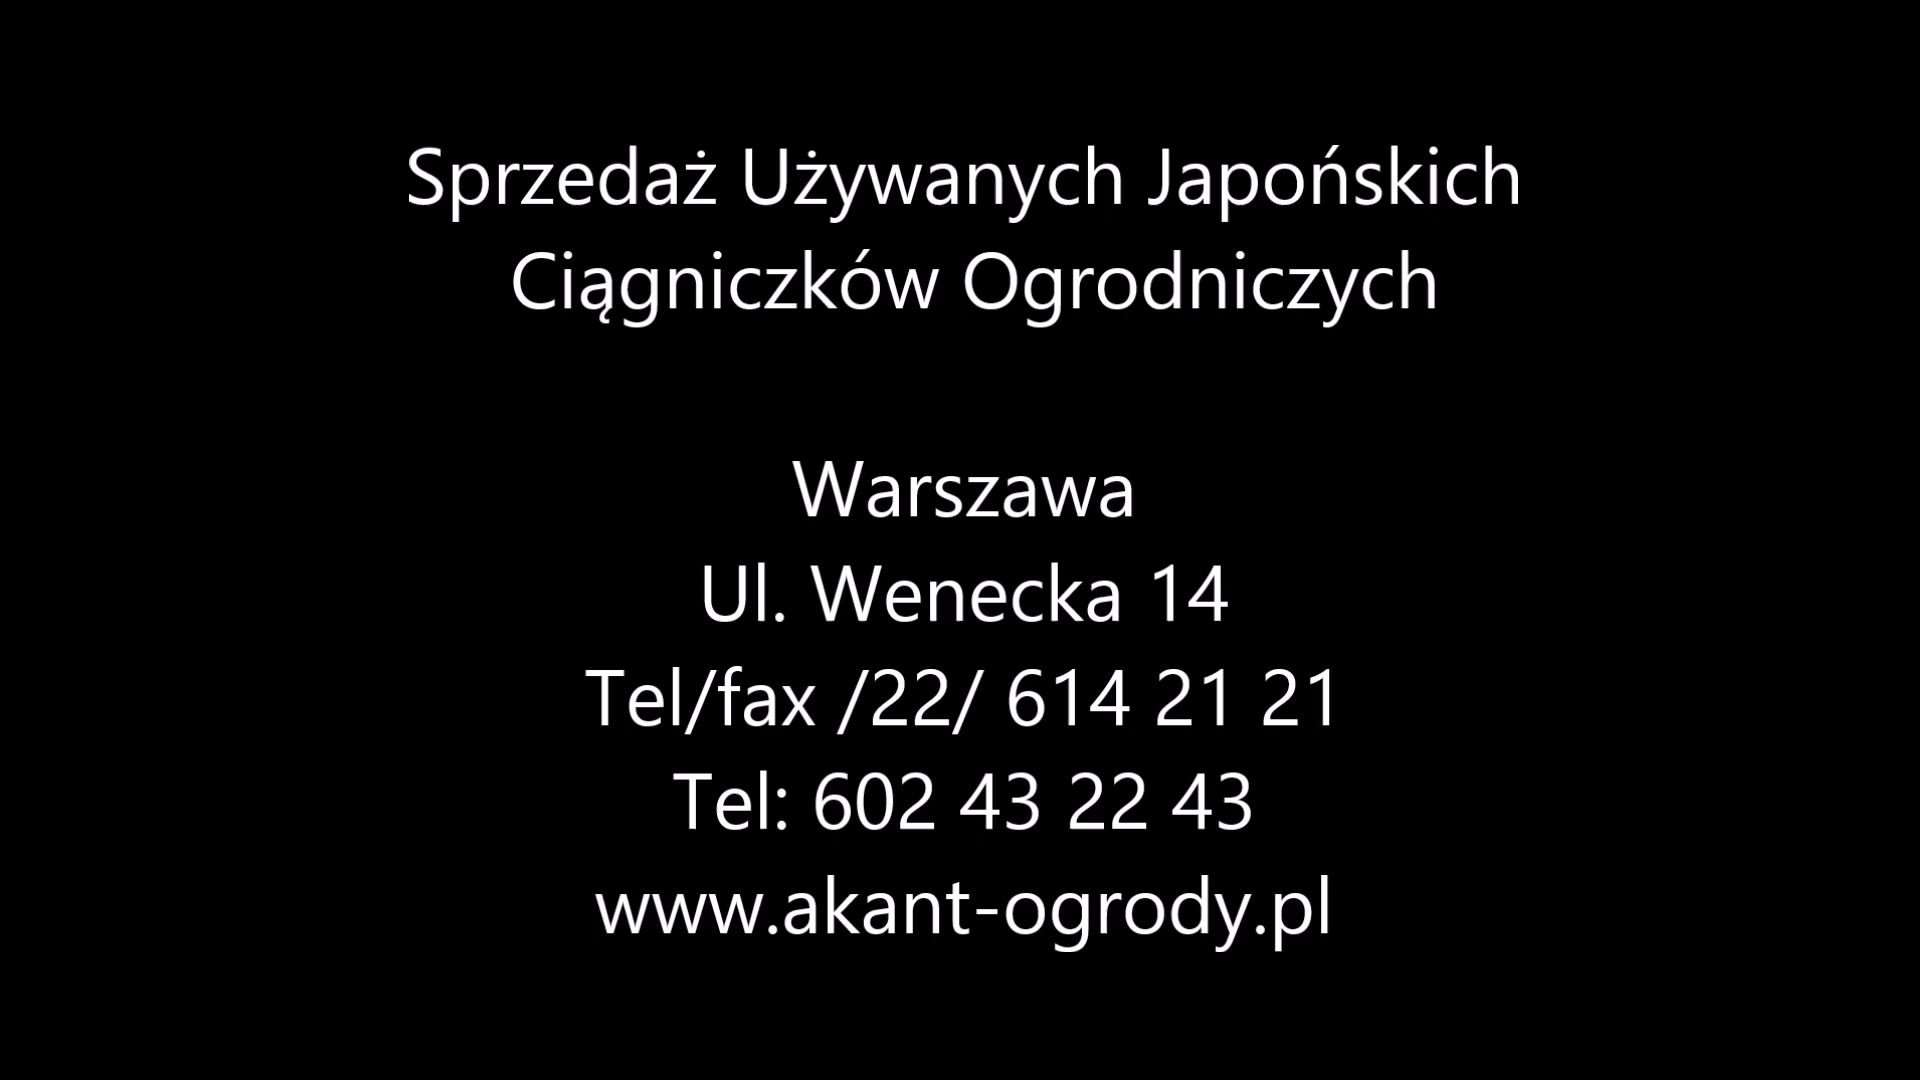 Sprzedaż Używanych Japońskich
Ciągniczków Ogrodniczych
Warszawa
Ul. Wenecka 14
Tel/fax /22/ 614 21 21
Tel: 602 43 22 43
www.akant-ogrody.pl